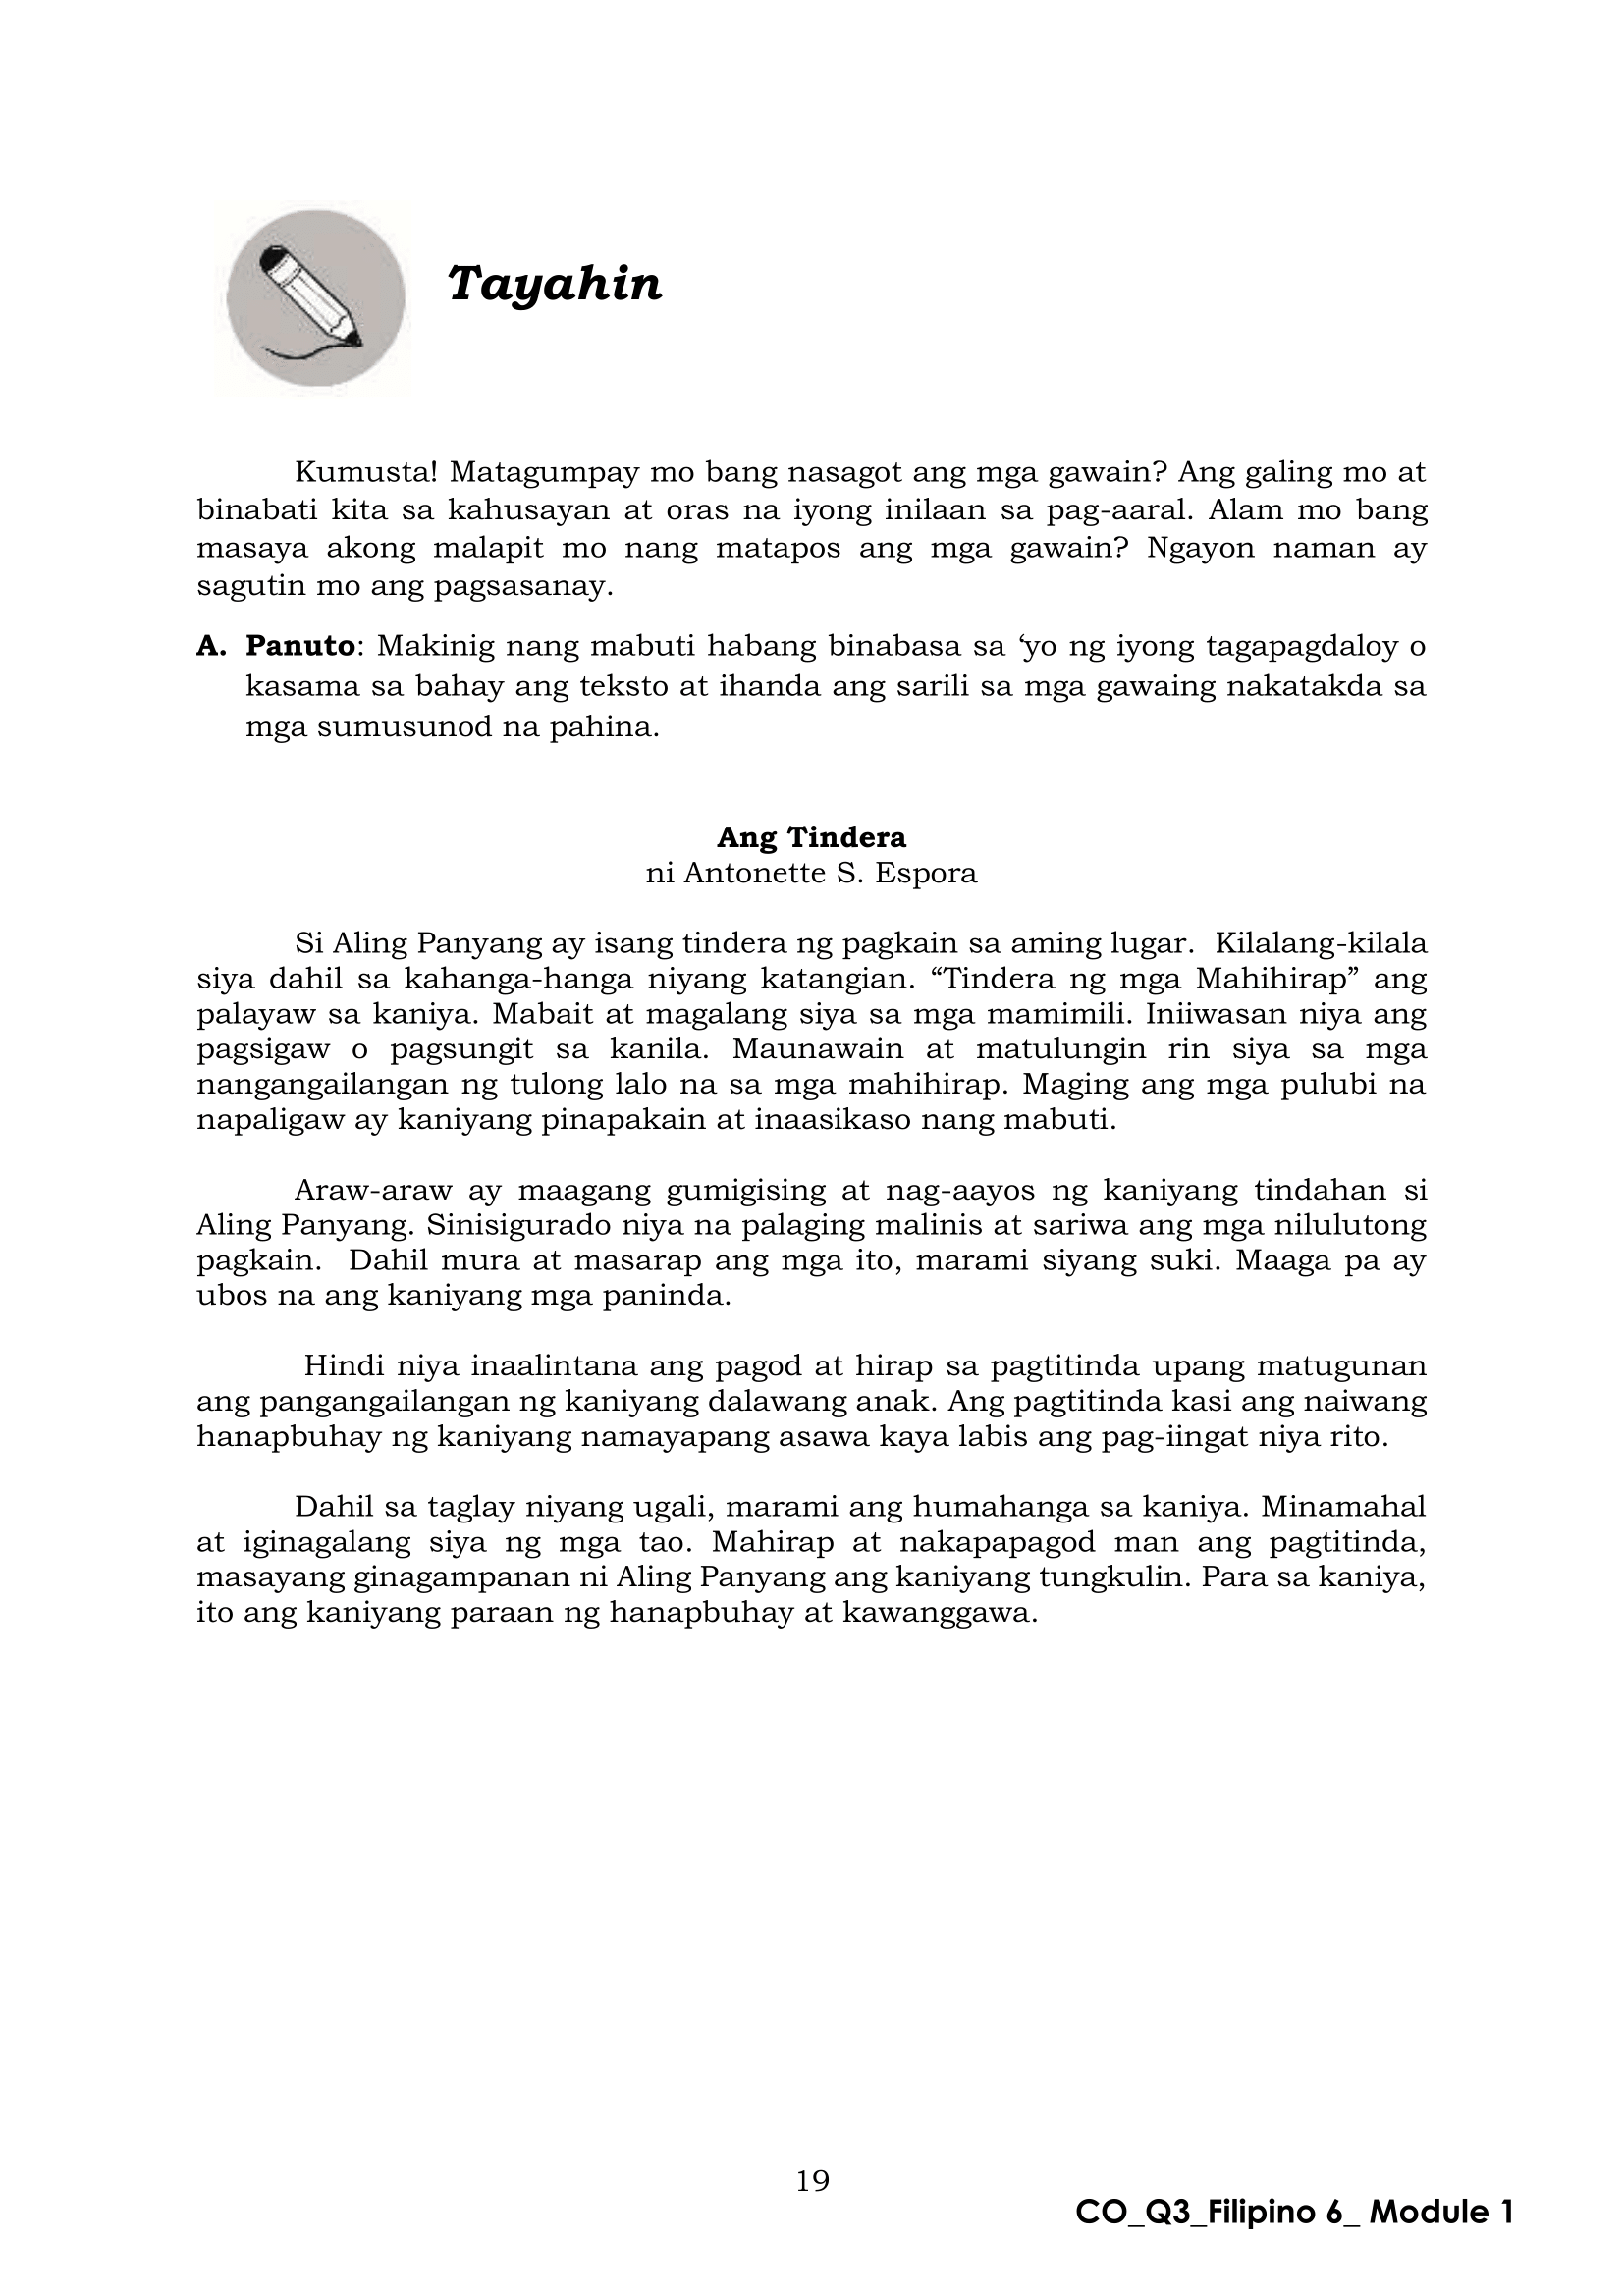 Tayahin
Kumusta! Matagumpay mo bang nasagot ang mga gawain? Ang galing mo at
binabati kita sa kahusayan at oras na iyong inilaan sa pag-aaral. Alam mo bang
masaya akong malapit mo nang matapos ang mga gawain? Ngayon naman ay
sagutin mo ang pagsasanay.
A. Panuto: Makinig nang mabuti habang binabasa sa ‘yo ng iyong tagapagdaloy o
kasama sa bahay ang teksto at ihanda ang sarili sa mga gawaing nakatakda sa
mga sumusunod na pahina.
Ang Tindera
ni Antonette S. Espora
Si Aling Panyang ay isang tindera ng pagkain sa aming lugar. Kilalang-kilala
siya dahil sa kahanga-hanga niyang katangian. “Tindera ng mga Mahihirap” ang
palayaw sa kaniya. Mabait at magalang siya sa mga mamimili. Iniiwasan niya ang
pagsigaw o pagsungit sa kanila. Maunawain at matulungin rin siya sa mga
nangangailangan ng tulong lalo na sa mga mahihirap. Maging ang mga pulubi na
napaligaw ay kaniyang pinapakain at inaasikaso nang mabuti.
Araw-araw ay maagang gumigising at nag-aayos ng kaniyang tindahan si
Aling Panyang. Sinisigurado niya na palaging malinis at sariwa ang mga nilulutong
pagkain. Dahil mura at masarap ang mga ito, marami siyang suki. Maaga pa ay
ubos na ang kaniyang mga paninda.
Hindi niya inaalintana ang pagod at hirap sa pagtitinda upang matugunan
ang pangangailangan ng kaniyang dalawang anak. Ang pagtitinda kasi ang naiwang
hanapbuhay ng kaniyang namayapang asawa kaya labis ang pag-iingat niya rito.
Dahil sa taglay niyang ugali, marami ang humahanga sa kaniya. Minamahal
at iginagalang siya ng mga tao. Mahirap at nakapapagod man ang pagtitinda,
masayang ginagampanan ni Aling Panyang ang kaniyang tungkulin. Para sa kaniya,
ito ang kaniyang paraan ng hanapbuhay at kawanggawa.
19
CO_Q3_Filipino 6_ Module 1